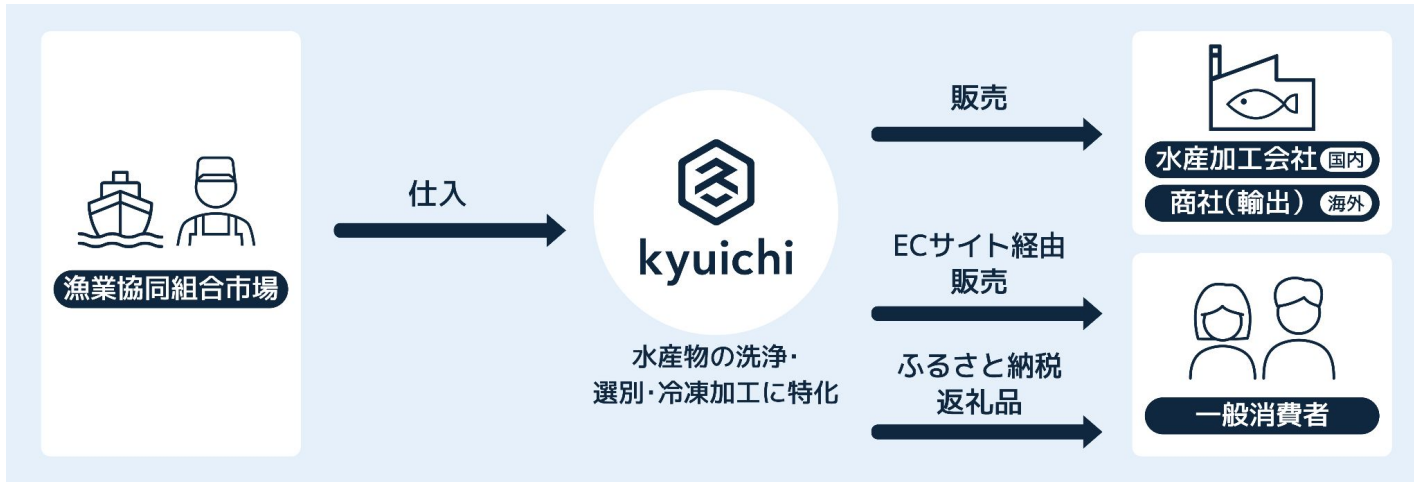 漁業協同組合市場
仕入
kyuichi
水産物の洗浄・
選別・冷凍加工に特化
販売
ECサイト経由
販売
ふるさと納税
返礼品
水産加工会社 国内
商社(輸出) 海外
一般消費者